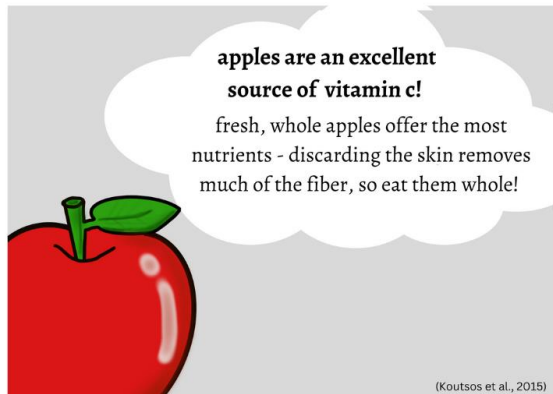 apples are an excellent
source of vitamin c!
fresh, whole apples offer the most
nutrients - discarding the skin removes
much of the fiber, so eat them whole!
(Koutsos et al., 2015)